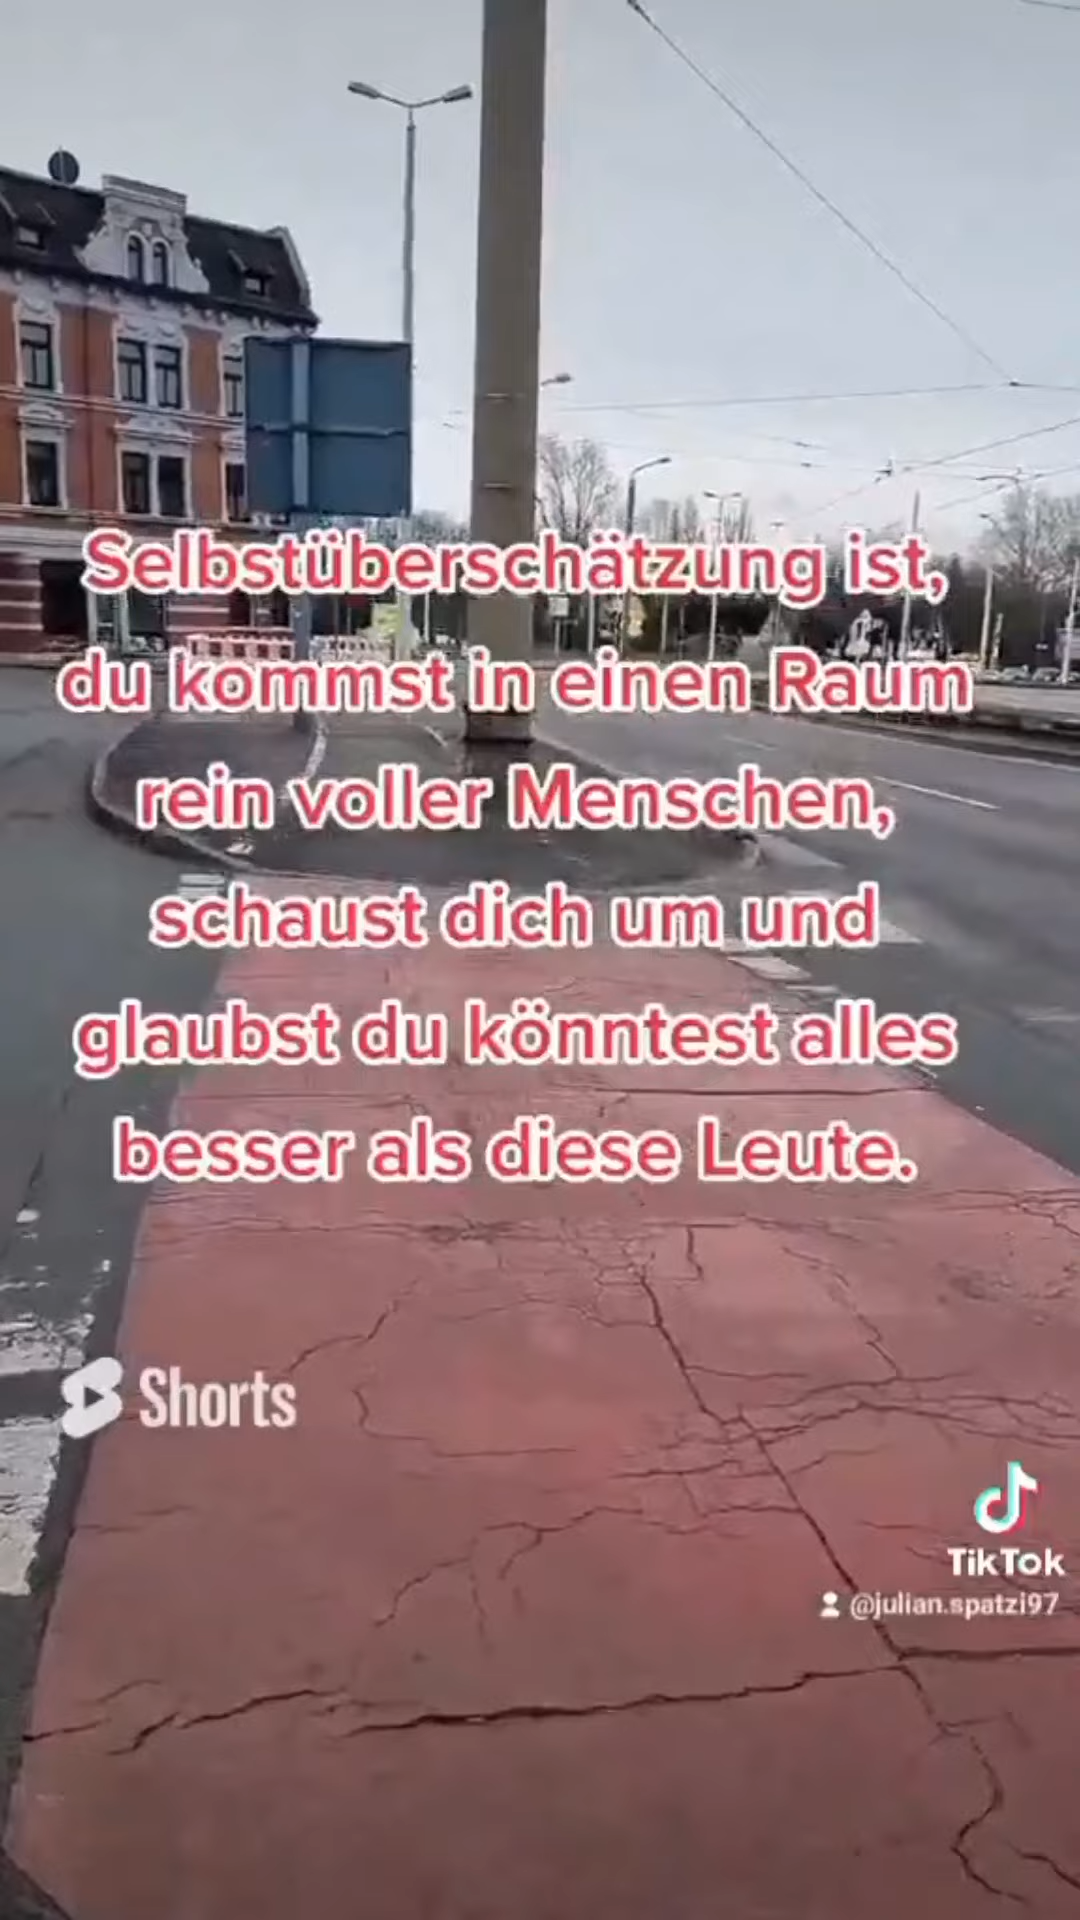 Selbstüberschätzung ist,
du kommst in einen Raum
rein voller Menschen,
schaust dich um und
glaubst du könntest alles
besser als diese Leute.
Shorts
TikTok
@julian.spatzi97